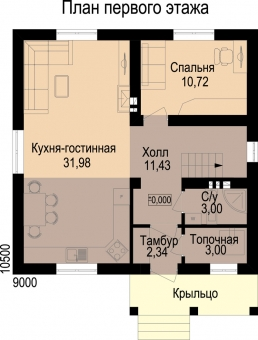 План первого этажа
Спальня
10,72
Кухня-гостинная
31,98
Холл
11,43
0,000
С/у
3,00
Тамбур
2,34
Топочная
3,00
10500
9000
Крыльцо